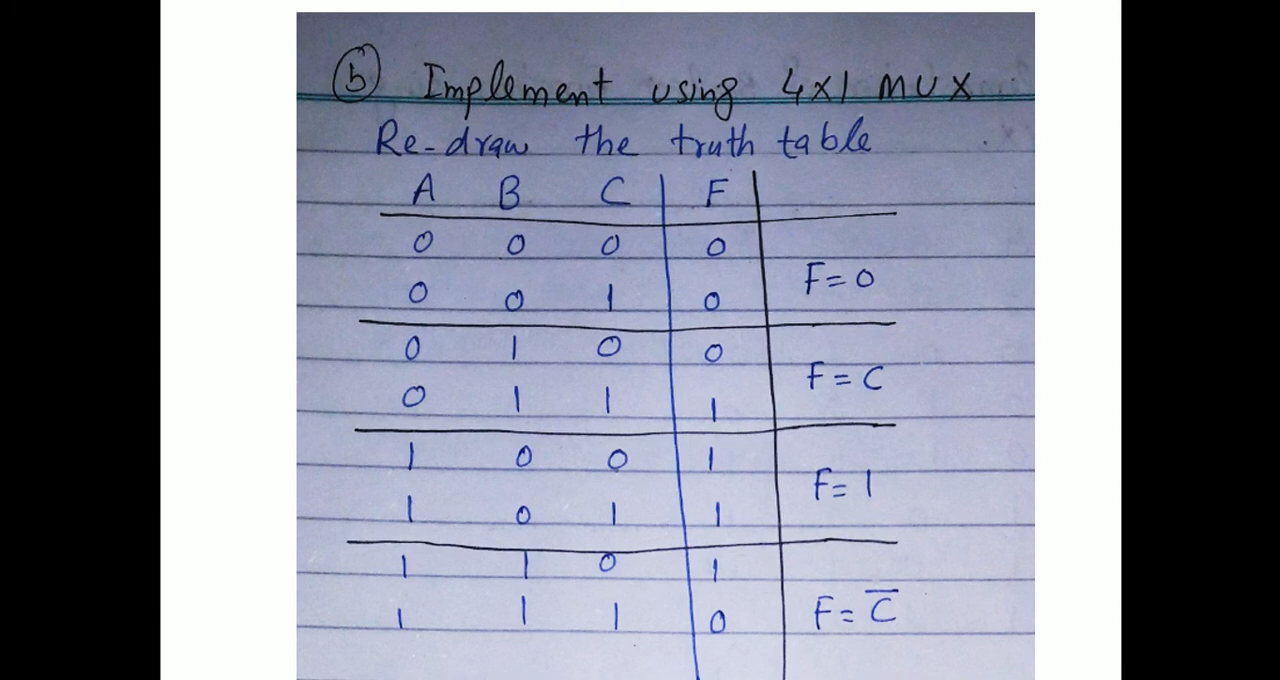 b Implement using 4x1 MUX
Re-draw the truth table
A B C F
0 0 0 0
F=0
0 0 1 0
0 1 0 0
F=C
0 1 1 1
1 0 0 1
F=1
1 0 1 1
1 1 0 1
F=C̅
1 1 1 0